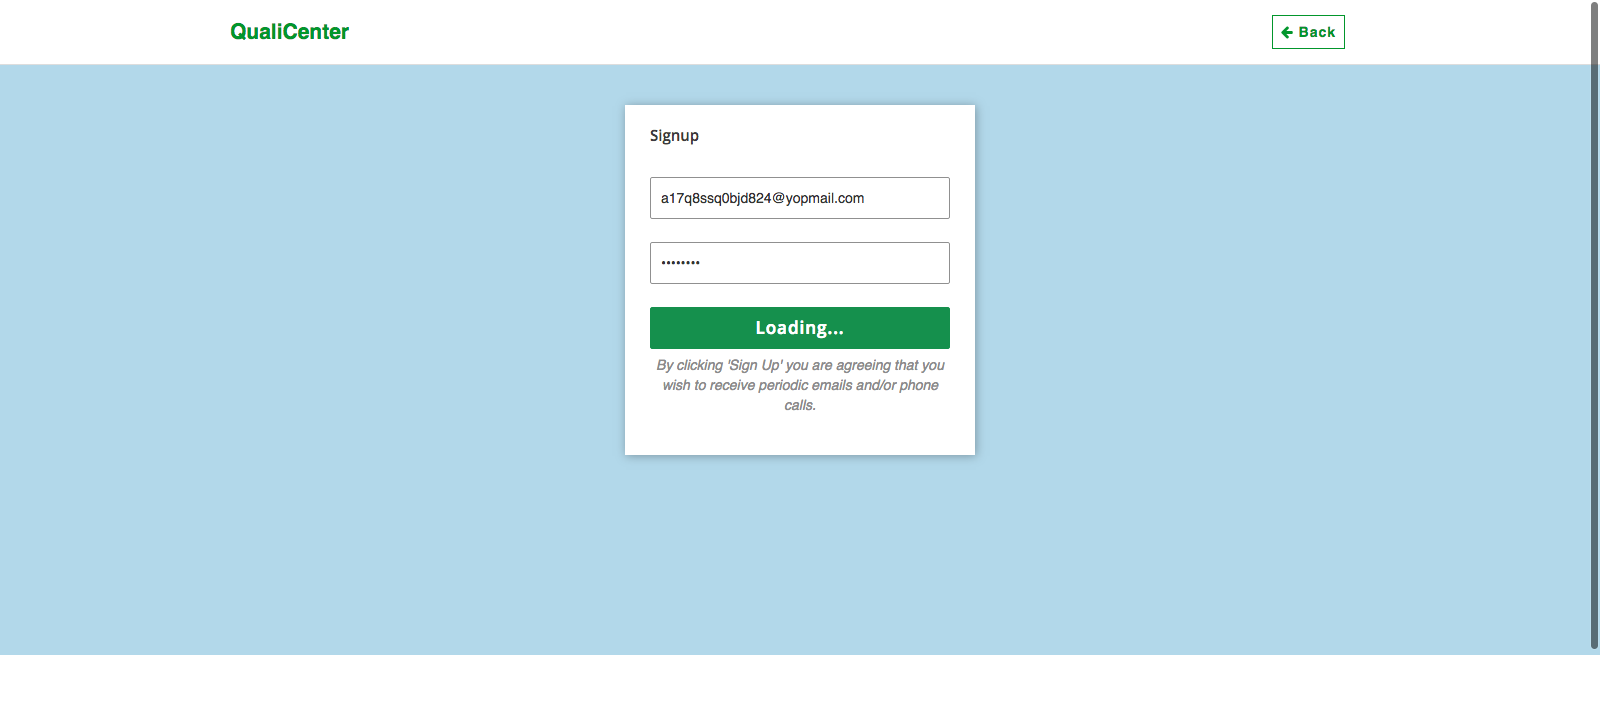 QualiCenter
Back
Signup
a17q8ssq0bjd824@yopmail.com
••••••••
Loading...
By clicking 'Sign Up' you are agreeing that you
wish to receive periodic emails and/or phone
calls.